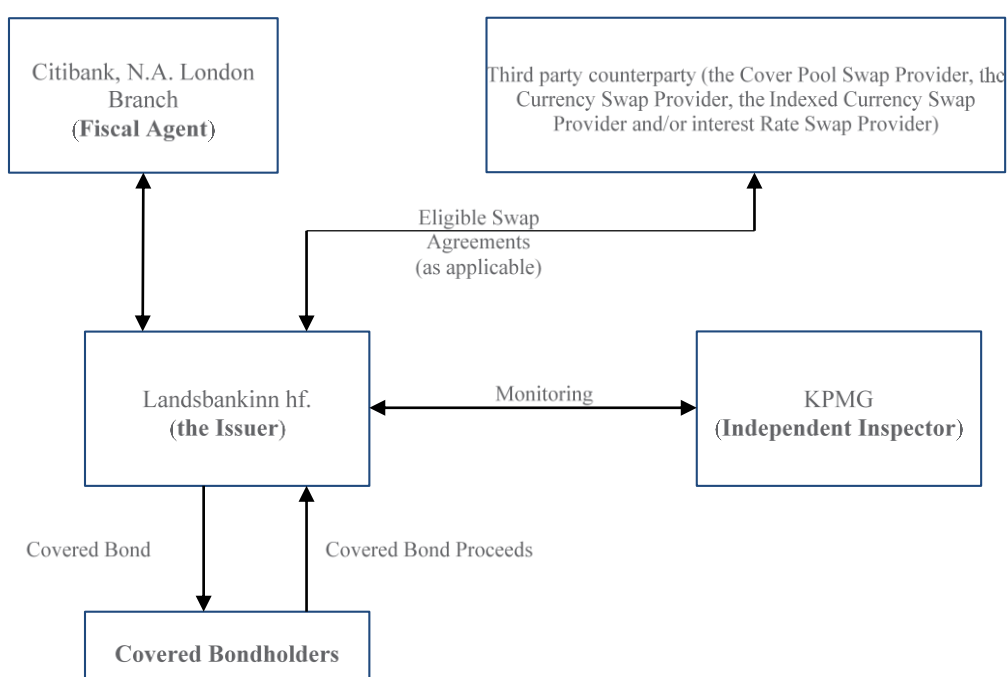 Citibank, N.A. London
Branch
(Fiscal Agent)
Third party counterparty (the Cover Pool Swap Provider, the
Currency Swap Provider, the Indexed Currency Swap
Provider and/or interest Rate Swap Provider)
Eligible Swap
Agreements
(as applicable)
Landsbankinn hf.
(the Issuer)
Monitoring
KPMG
(Independent Inspector)
Covered Bond
Covered Bond Proceeds
Covered Bondholders